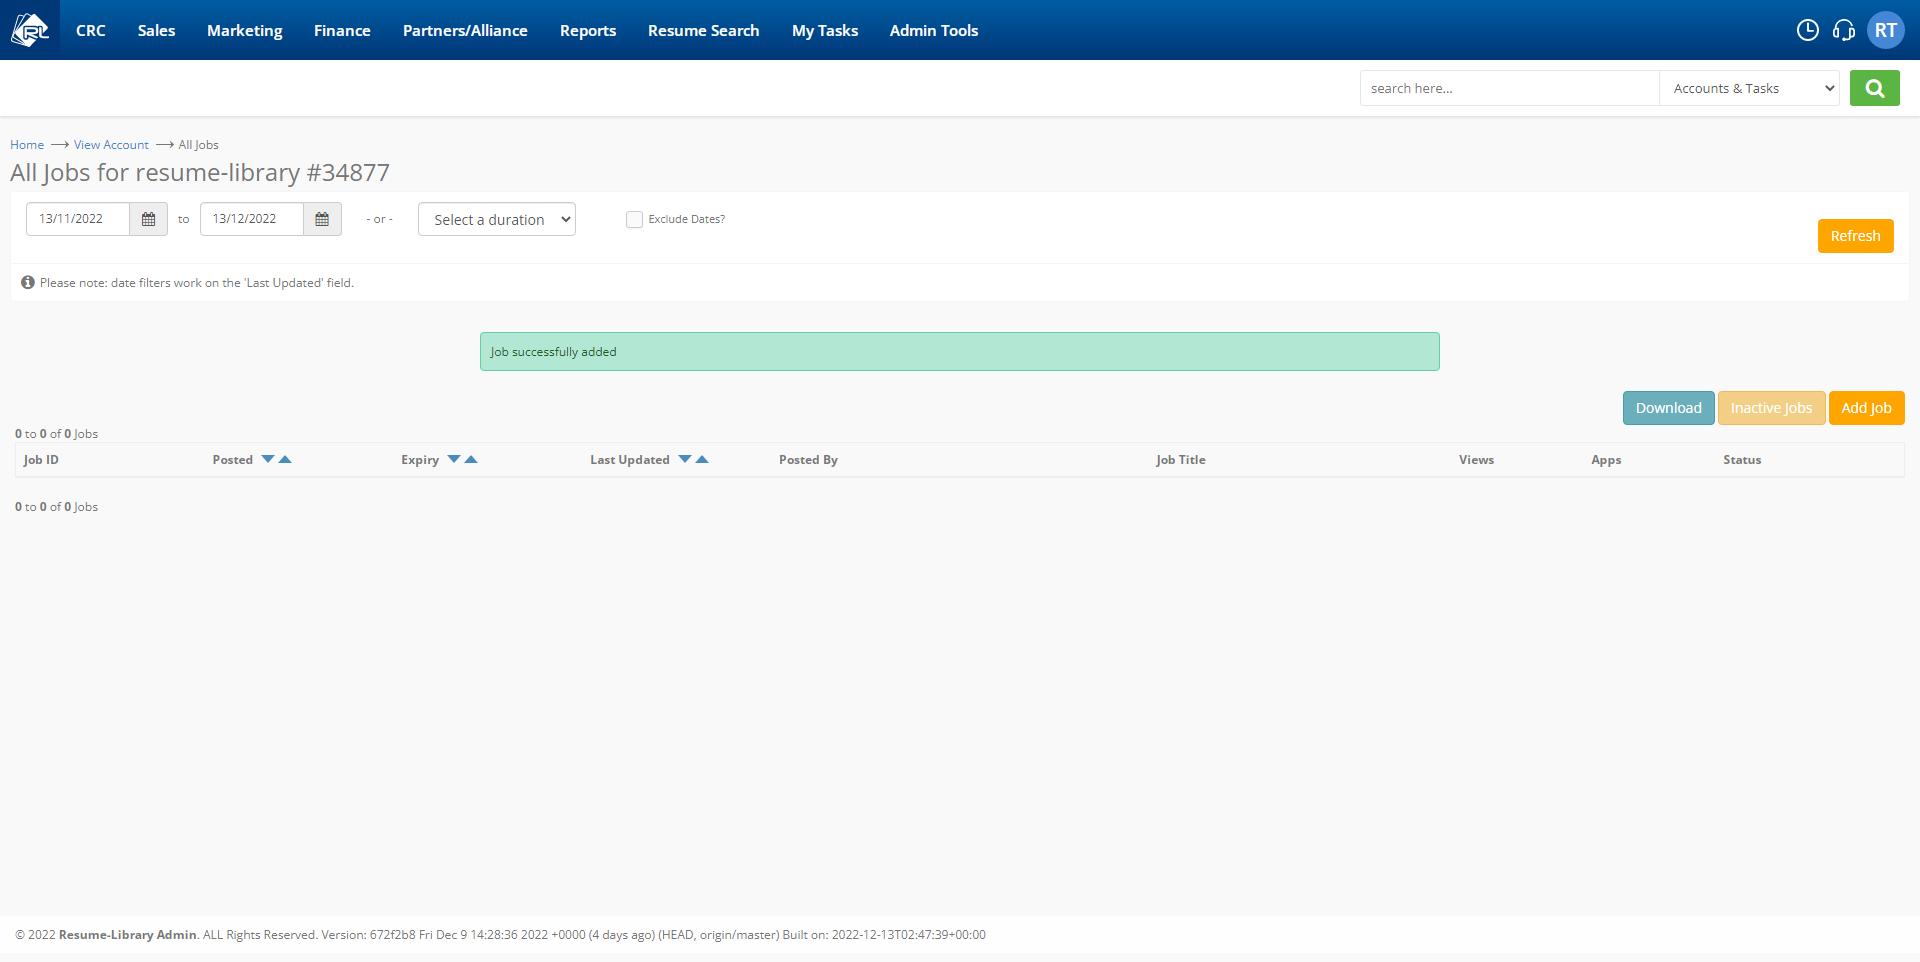 RL CRC Sales Marketing Finance Partners/Alliance Reports Resume Search My Tasks Admin Tools RT
search here... Accounts & Tasks
Home → View Account → All Jobs
All Jobs for resume-library #34877
13/11/2022 to 13/12/2022 - or - Select a duration Exclude Dates?
Refresh
Please note: date filters work on the 'Last Updated' field.
Job successfully added
Download Inactive Jobs Add Job
0 to 0 of 0 Jobs
Job ID Posted Expiry Last Updated Posted By Job Title Views Apps Status
0 to 0 of 0 Jobs
© 2022 Resume-Library Admin. ALL Rights Reserved. Version: 672f2b8 Fri Dec 9 14:28:36 2022 +0000 (4 days ago) (HEAD, origin/master) Built on: 2022-12-13T02:47:39+00:00